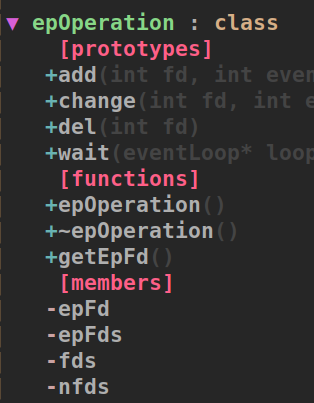 ▼ epOperation : class
[prototypes]
+add(int fd, int even
+change(int fd, int e
+del(int fd)
+wait(eventLoop* loop
[functions]
+epOperation()
+~epOperation()
+getEpFd()
[members]
-epFd
-epFds
-fds
-nfds